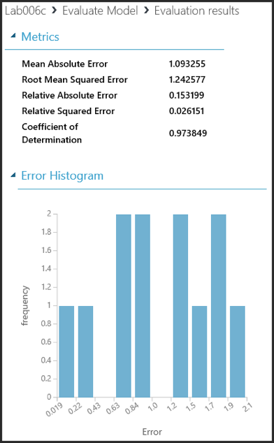 Lab006c > Evaluate Model > Evaluation results
Metrics
Mean Absolute Error 1.093255
Root Mean Squared Error 1.242577
Relative Absolute Error 0.153199
Relative Squared Error 0.026151
Coefficient of
Determination 0.973849
Error Histogram
2
1.8
1.6
1.4
1.2
1
0.8
0.6
0.4
0.2
0
frequency
0.019 0.22 0.43 0.63 0.84 1.0 1.2 1.5 1.7 1.9 2.1
Error